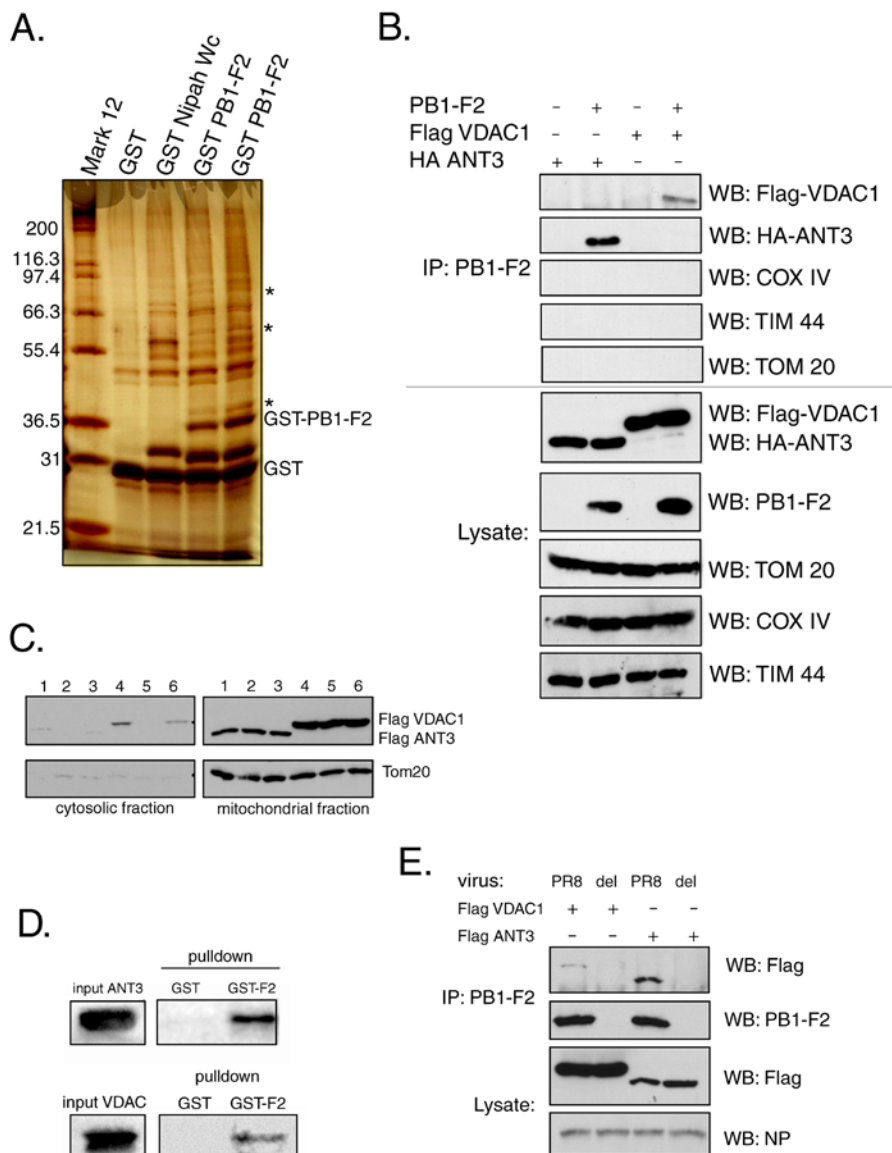 A.
Mark 12
GST
GST Nipah Wc
GST PB1-F2
GST PB1-F2
200
116.3
97.4
66.3
55.4
36.5
31
21.5
*
*
*
GST-PB1-F2
GST
B.
PB1-F2 - + - +
Flag VDAC1 - - + +
HA ANT3 + + - -
IP: PB1-F2
WB: Flag-VDAC1
WB: HA-ANT3
WB: COX IV
WB: TIM 44
WB: TOM 20
Lysate:
WB: Flag-VDAC1
WB: HA-ANT3
WB: PB1-F2
WB: TOM 20
WB: COX IV
WB: TIM 44
C.
1 2 3 4 5 6
1 2 3 4 5 6
Flag VDAC1
Flag ANT3
Tom20
cytosolic fraction
mitochondrial fraction
D.
pulldown
input ANT3 GST GST-F2
pulldown
input VDAC GST GST-F2
E.
virus: PR8 del PR8 del
Flag VDAC1 + + - -
Flag ANT3 - - + +
IP: PB1-F2
WB: Flag
WB: PB1-F2
Lysate:
WB: Flag
WB: NP